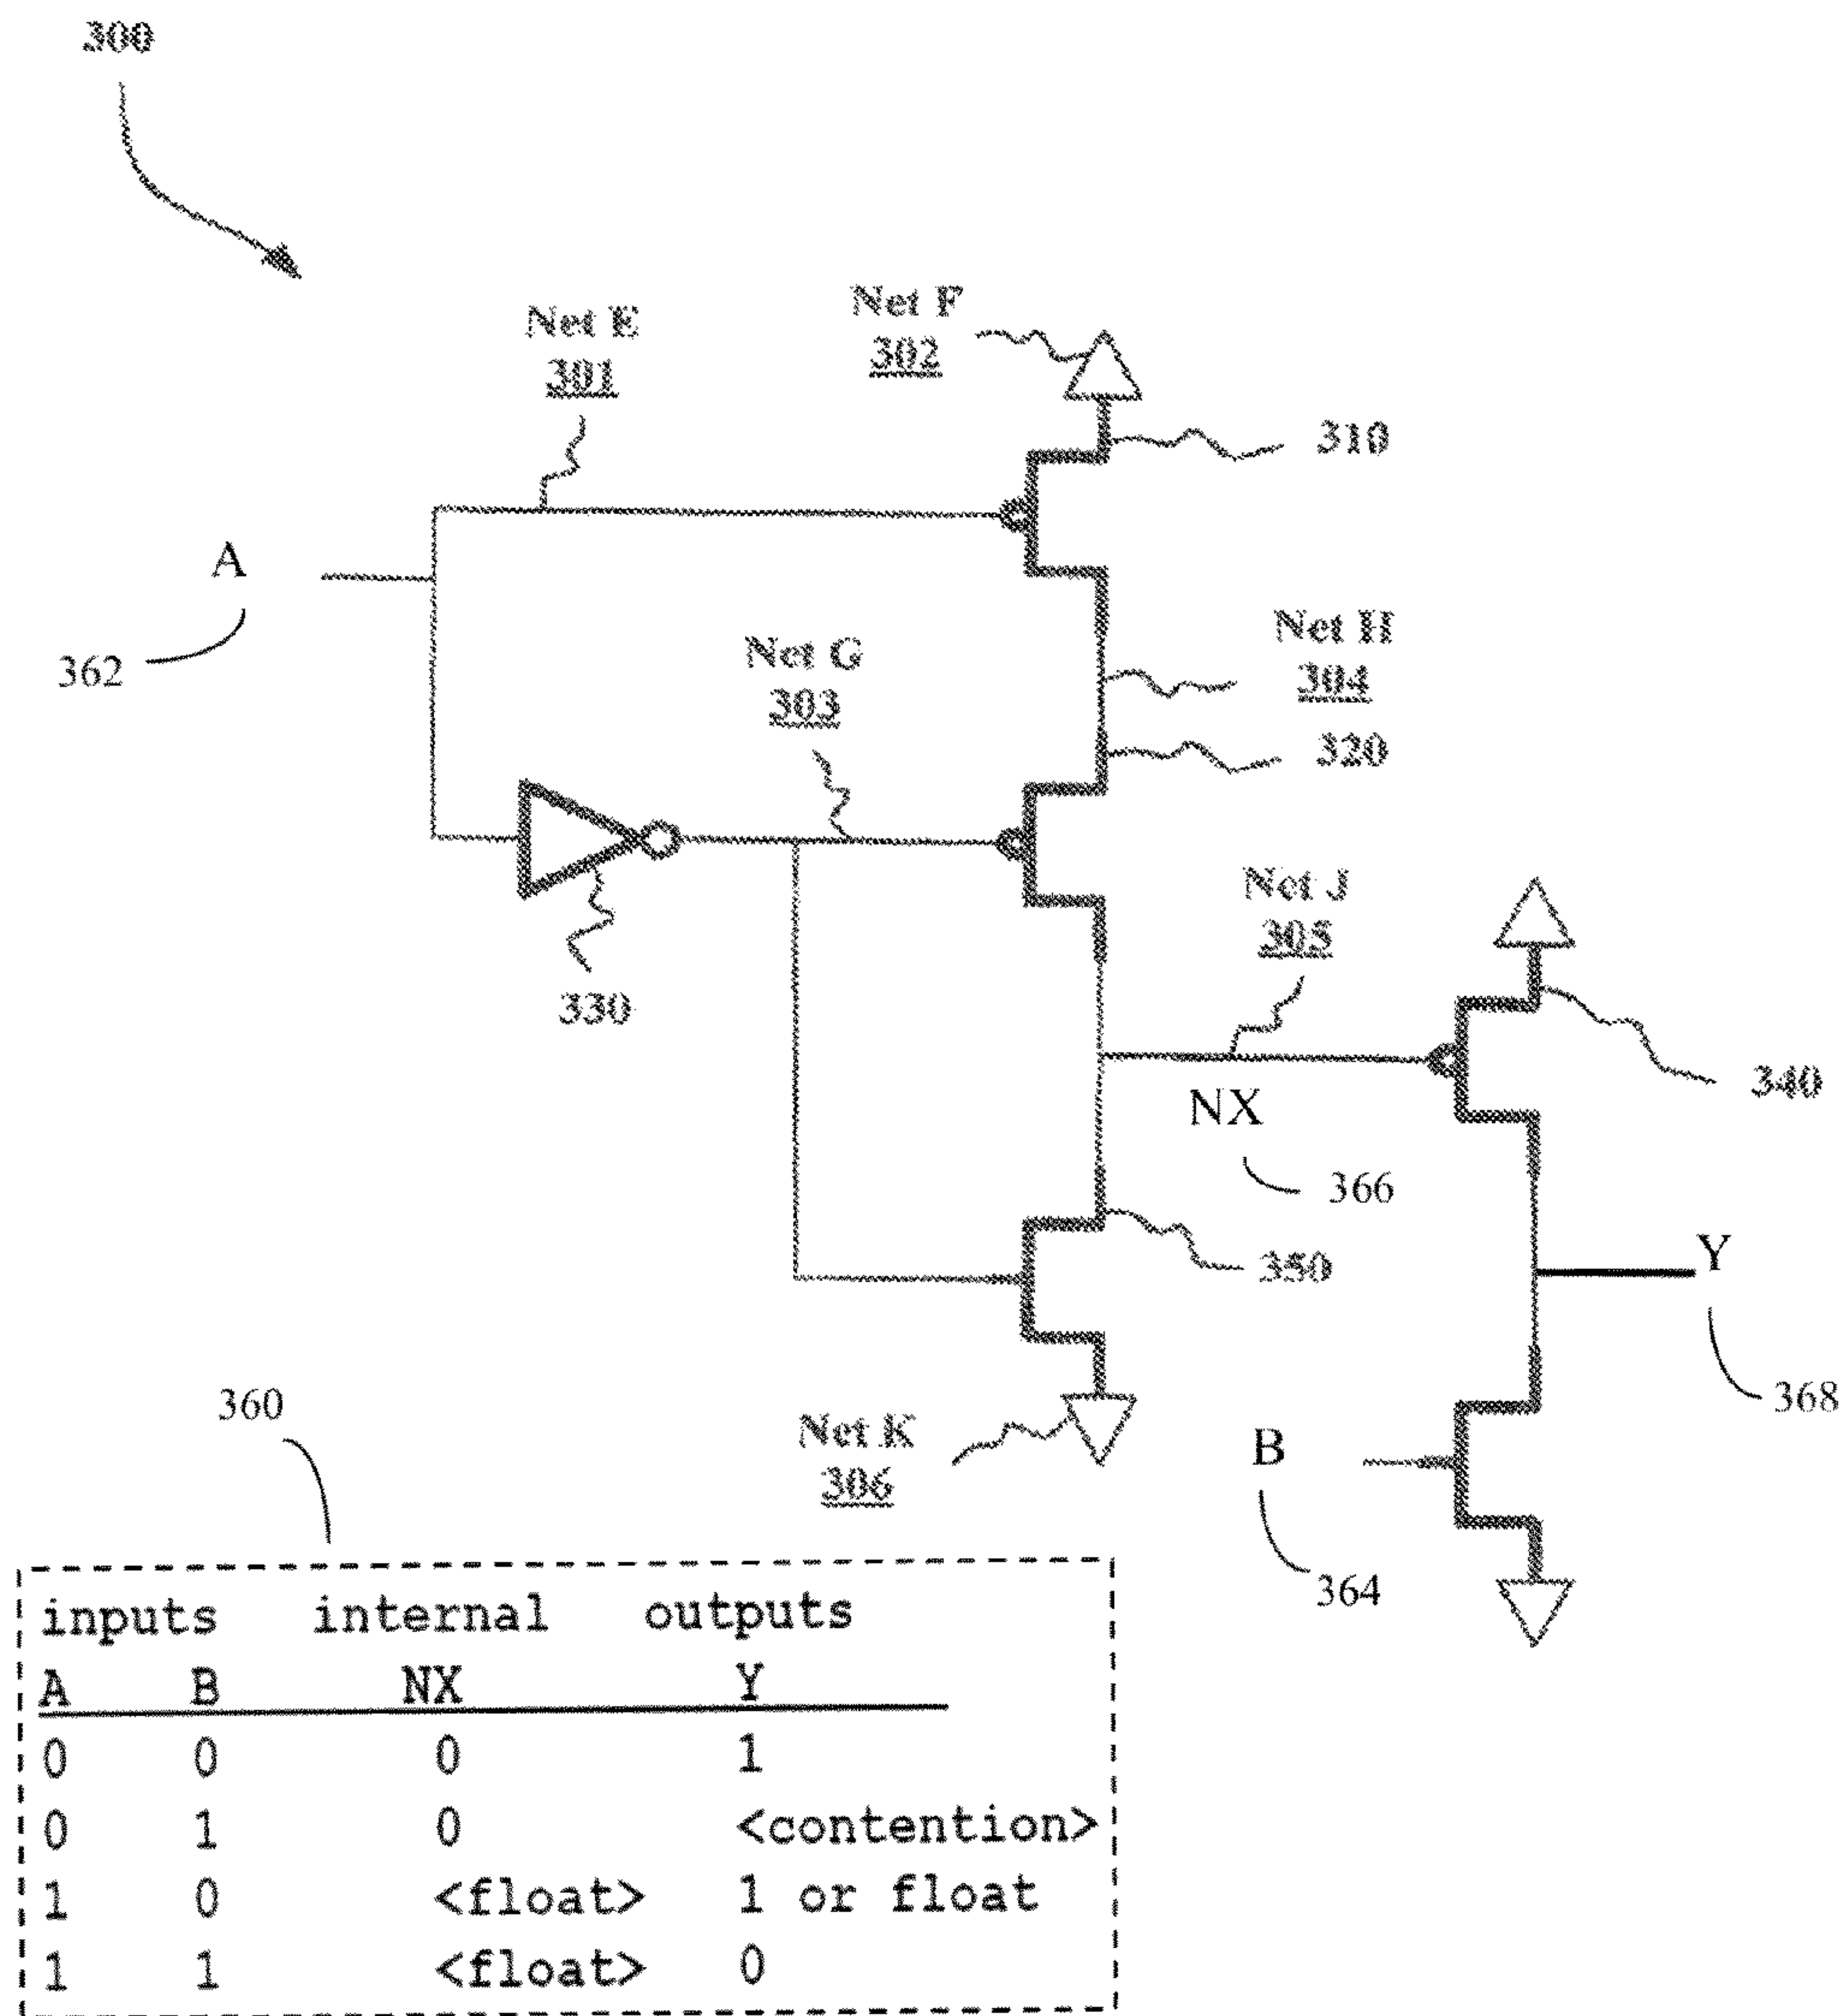 300
Net E
301
Net F
302
310
A
362
Net G
303
Net H
304
320
330
Net J
305
340
NX
366
350
Y
368
360
Net K
306
B
364
inputs internal outputs
A B NX Y
0 0 0 1
0 1 0 <contention>
1 0 <float> 1 or float
1 1 <float> 0